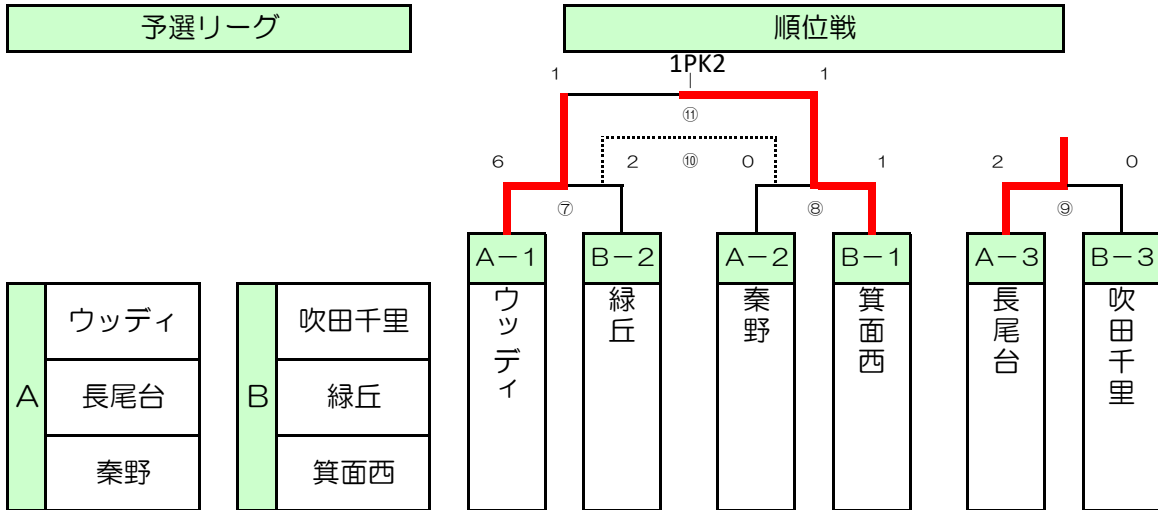 予選リーグ
順位戦
1 1PK2 1
⑪
6 2 ⑩ 0 1 2 0
⑦ ⑧ ⑨
A-1 B-2 A-2 B-1 A-3 B-3
ウッディ
緑丘
秦野
箕面西
長尾台
吹田千里
A
ウッディ
長尾台
秦野
B
吹田千里
緑丘
箕面西